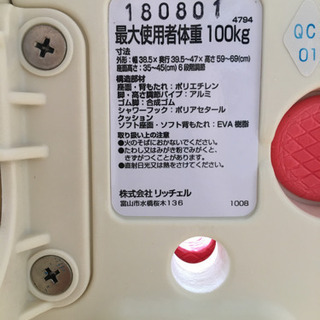 180801
4794
最大使用者体重 100kg
寸法
外形：幅 38.5×奥行 39.5〜47×高さ 59〜69(cm)
座面高さ：35〜45(cm) 6 段階調節
構造部材
座面・背もたれ：ポリエチレン
脚・高さ調節パイプ：アルミ
ゴム脚：合成ゴム
シャワーフック：ポリアセタール
クッション
ソフト座面・ソフト背もたれ：EVA 樹脂
取り扱い上の注意
●火のそばにおかないでください。
●たわし又はみがき粉でみがくと、
きずがつくことがあります。
●直射日光又は熱をさけてください。
株式会社 リッチェル
富山市水橋桜木136
1008
QC
01